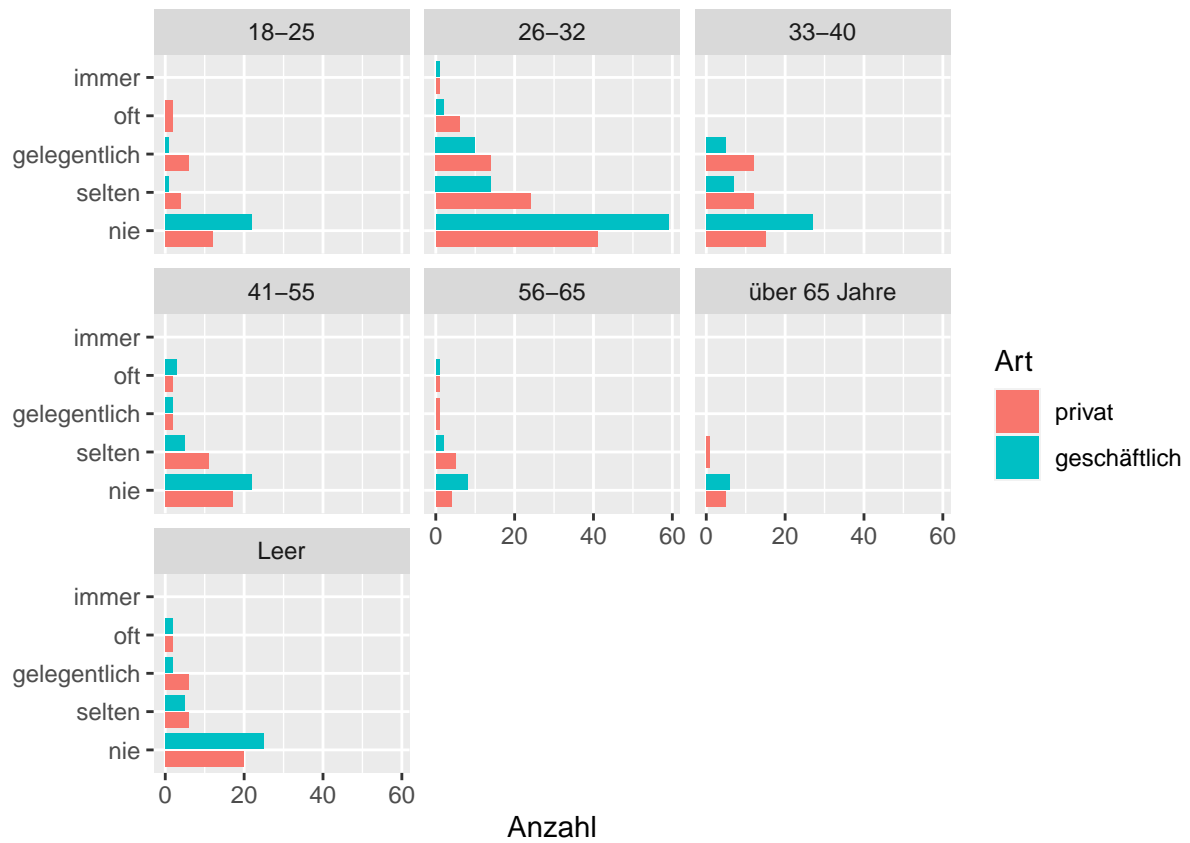 18−25
26−32
33−40
immer
oft
gelegentlich
selten
nie
41−55
56−65
über 65 Jahre
immer
oft
gelegentlich
selten
nie
0 20 40 60
0 20 40 60
Leer
immer
oft
gelegentlich
selten
nie
0 20 40 60
Anzahl
Art
privat
geschäftlich